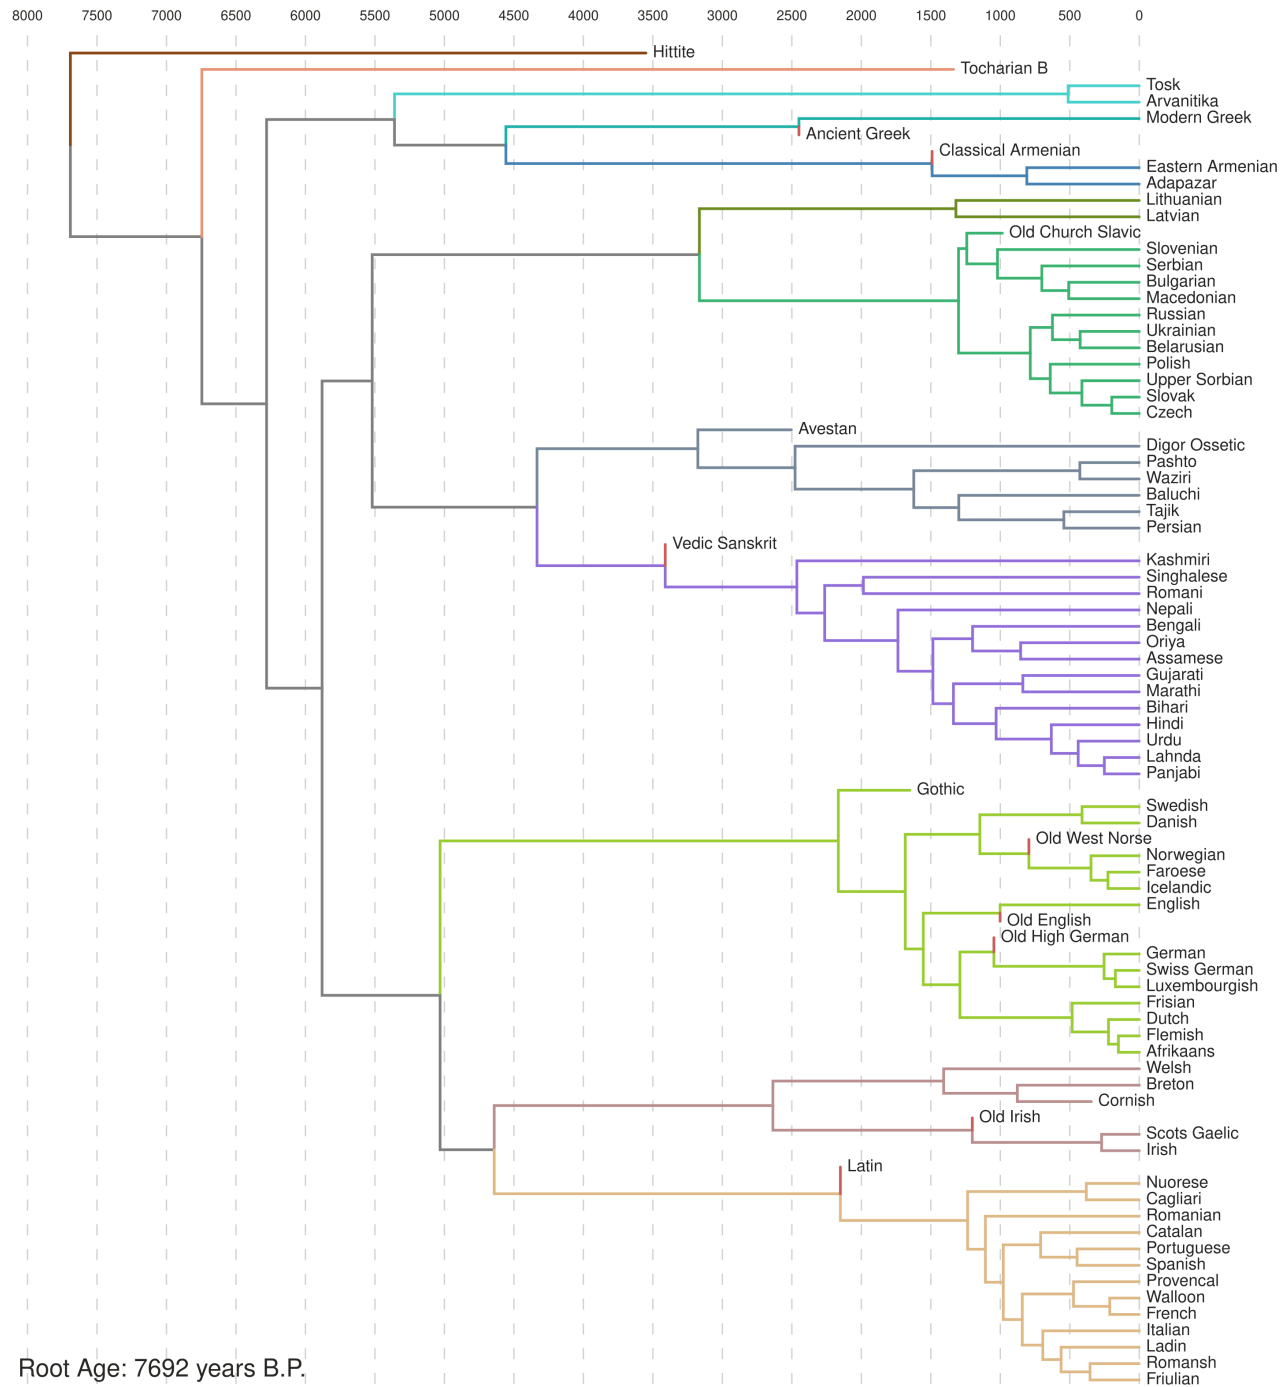 8000 7500 7000 6500 6000 5500 5000 4500 4000 3500 3000 2500 2000 1500 1000 500 0
Hittite
Tocharian B
Tosk
Arvanitika
Modern Greek
Ancient Greek
Classical Armenian
Eastern Armenian
Adapazar
Lithuanian
Latvian
Old Church Slavic
Slovenian
Serbian
Bulgarian
Macedonian
Russian
Ukrainian
Belarusian
Polish
Upper Sorbian
Slovak
Czech
Avestan
Digor Ossetic
Pashto
Waziri
Baluchi
Tajik
Persian
Vedic Sanskrit
Kashmiri
Singhalese
Romani
Nepali
Bengali
Oriya
Assamese
Gujarati
Marathi
Bihari
Hindi
Urdu
Lahnda
Panjabi
Gothic
Swedish
Danish
Old West Norse
Norwegian
Faroese
Icelandic
English
Old English
Old High German
German
Swiss German
Luxembourgish
Frisian
Dutch
Flemish
Afrikaans
Welsh
Breton
Cornish
Old Irish
Scots Gaelic
Irish
Latin
Nuorese
Cagliari
Romanian
Catalan
Portuguese
Spanish
Provencal
Walloon
French
Italian
Ladin
Romansh
Friulian
Root Age: 7692 years B.P.